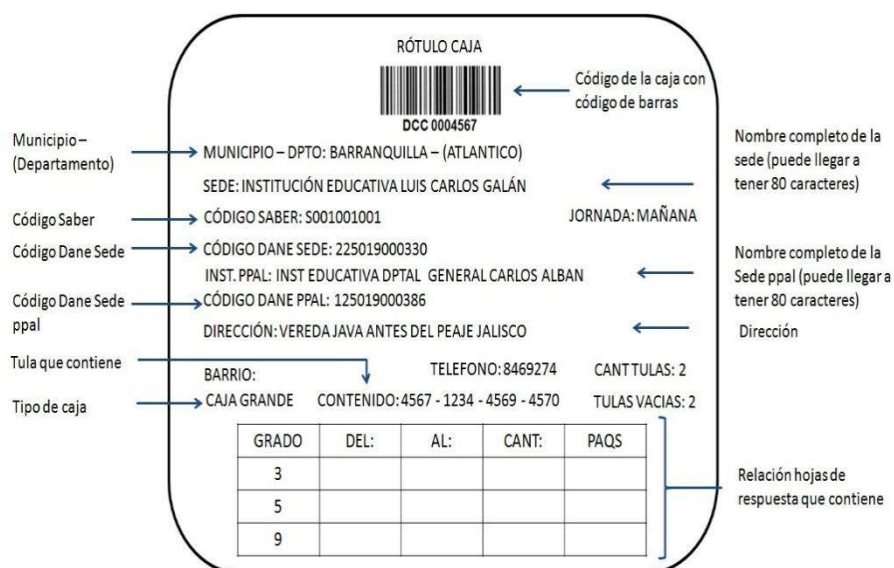 RÓTULO CAJA
Código de la caja con
código de barras
DCC 0004567
Municipio –
(Departamento)
MUNICIPIO – DPTO: BARRANQUILLA – (ATLANTICO)
Nombre completo de la
sede (puede llegar a
tener 80 caracteres)
SEDE: INSTITUCIÓN EDUCATIVA LUIS CARLOS GALÁN
Código Saber
CÓDIGO SABER: S001001001
JORNADA: MAÑANA
Código Dane Sede
CÓDIGO DANE SEDE: 225019000330
INST. PPAL: INST EDUCATIVA DPTAL GENERAL CARLOS ALBAN
Nombre completo de la
Sede ppal (puede llegar a
tener 80 caracteres)
Código Dane Sede
ppal
CÓDIGO DANE PPAL: 125019000386
DIRECCIÓN: VEREDA JAVA ANTES DEL PEAJE JALISCO
Dirección
Tula que contiene
BARRIO:
TELEFONO: 8469274
CANT TULAS: 2
Tipo de caja
CAJA GRANDE
CONTENIDO: 4567 - 1234 - 4569 - 4570
TULAS VACIAS: 2
GRADO DEL: AL: CANT: PAQS
3
5
9
Relación hojas de
respuesta que contiene